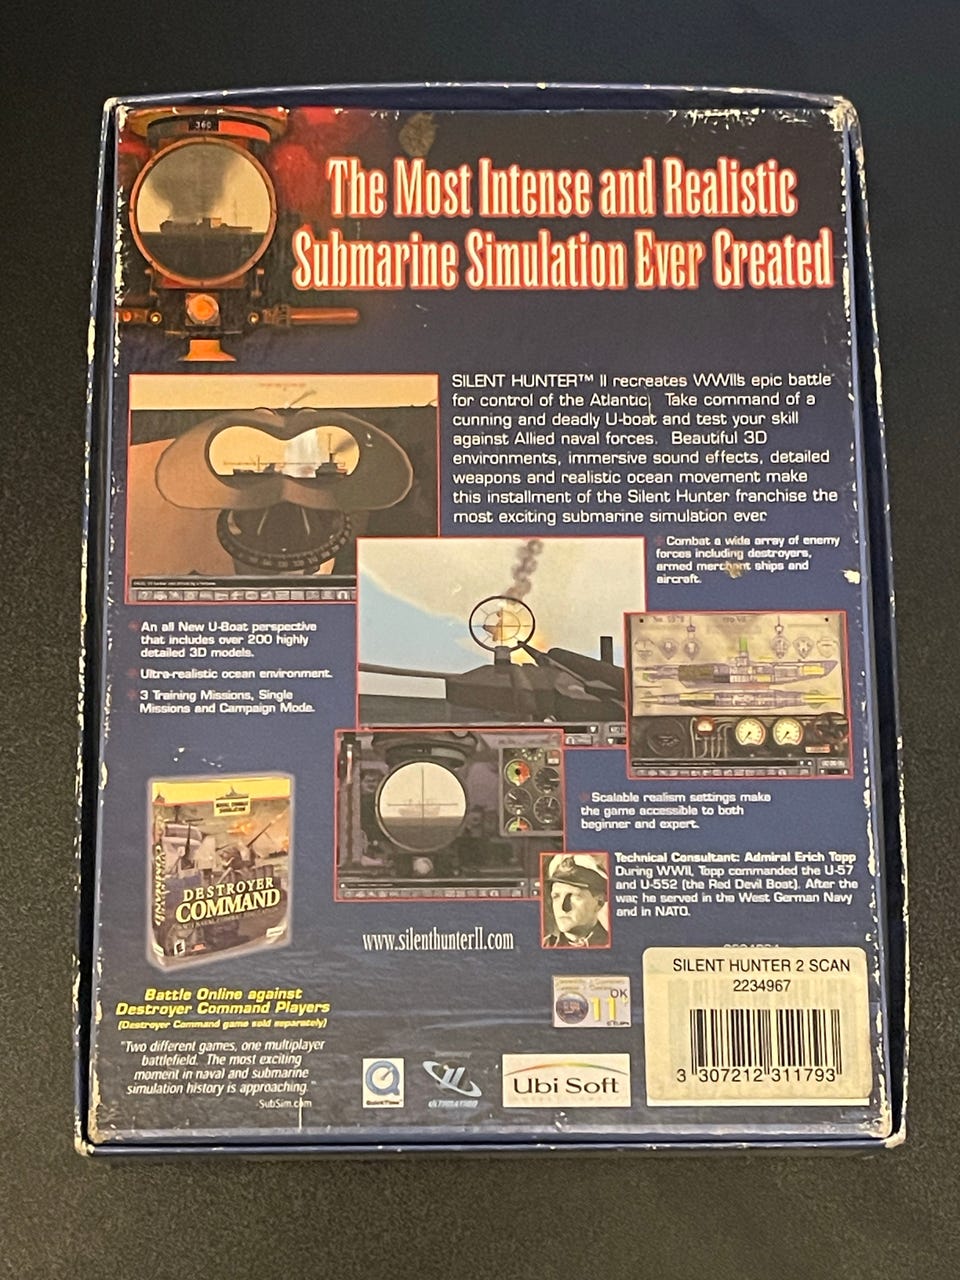 360
The Most Intense and Realistic
Submarine Simulation Ever Created
SILENT HUNTER™ II recreates WWII's epic battle
for control of the Atlantic. Take command of a
cunning and deadly U-boat and test your skill
against Allied naval forces. Beautiful 3D
environments, immersive sound effects, detailed
weapons and realistic ocean movement make
this installment of the Silent Hunter franchise the
most exciting submarine simulation ever.
Combat a wide array of enemy
forces including destroyers,
armed merchant ships and
aircraft.
An all New U-Boat perspective
that includes over 200 highly
detailed 3D models.
Ultra-realistic ocean environment.
3 Training Missions, Single
Missions and Campaign Mode.
Scalable realism settings make
the game accessible to both
beginner and expert.
Technical Consultant: Admiral Erich Topp
During WWII, Topp commanded the U-57
and U-552 (the Red Devil Boat). After the
war, he served in the West German Navy
and in NATO.
DESTROYER
COMMAND
www.silenthunterII.com
Battle Online against
Destroyer Command Players
(Destroyer Command game sold separately)
"Two different games, one multiplayer
battlefield. The most exciting
moment in naval and submarine
simulation history is approaching."
-SubSim.com
11
OK
QuickTime
Ubi Soft
SILENT HUNTER 2 SCAN
2234967
3 307212 311793